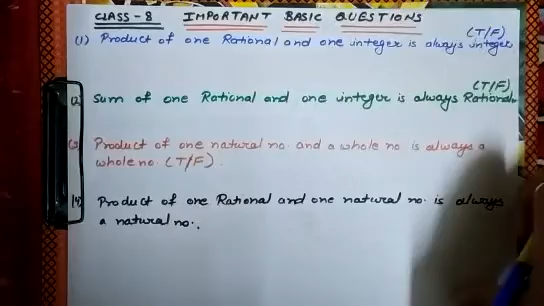 CLASS-8 IMPORTANT BASIC QUESTIONS
(T/F)
(1) Product of one Rational and one integer is always integer.
(T/F)
(2) Sum of one Rational and one integer is always Rational
(3) Product of one natural no. and a whole no. is always a
whole no. (T/F).
(4) Product of one Rational and one natural no. is always
a natural no..